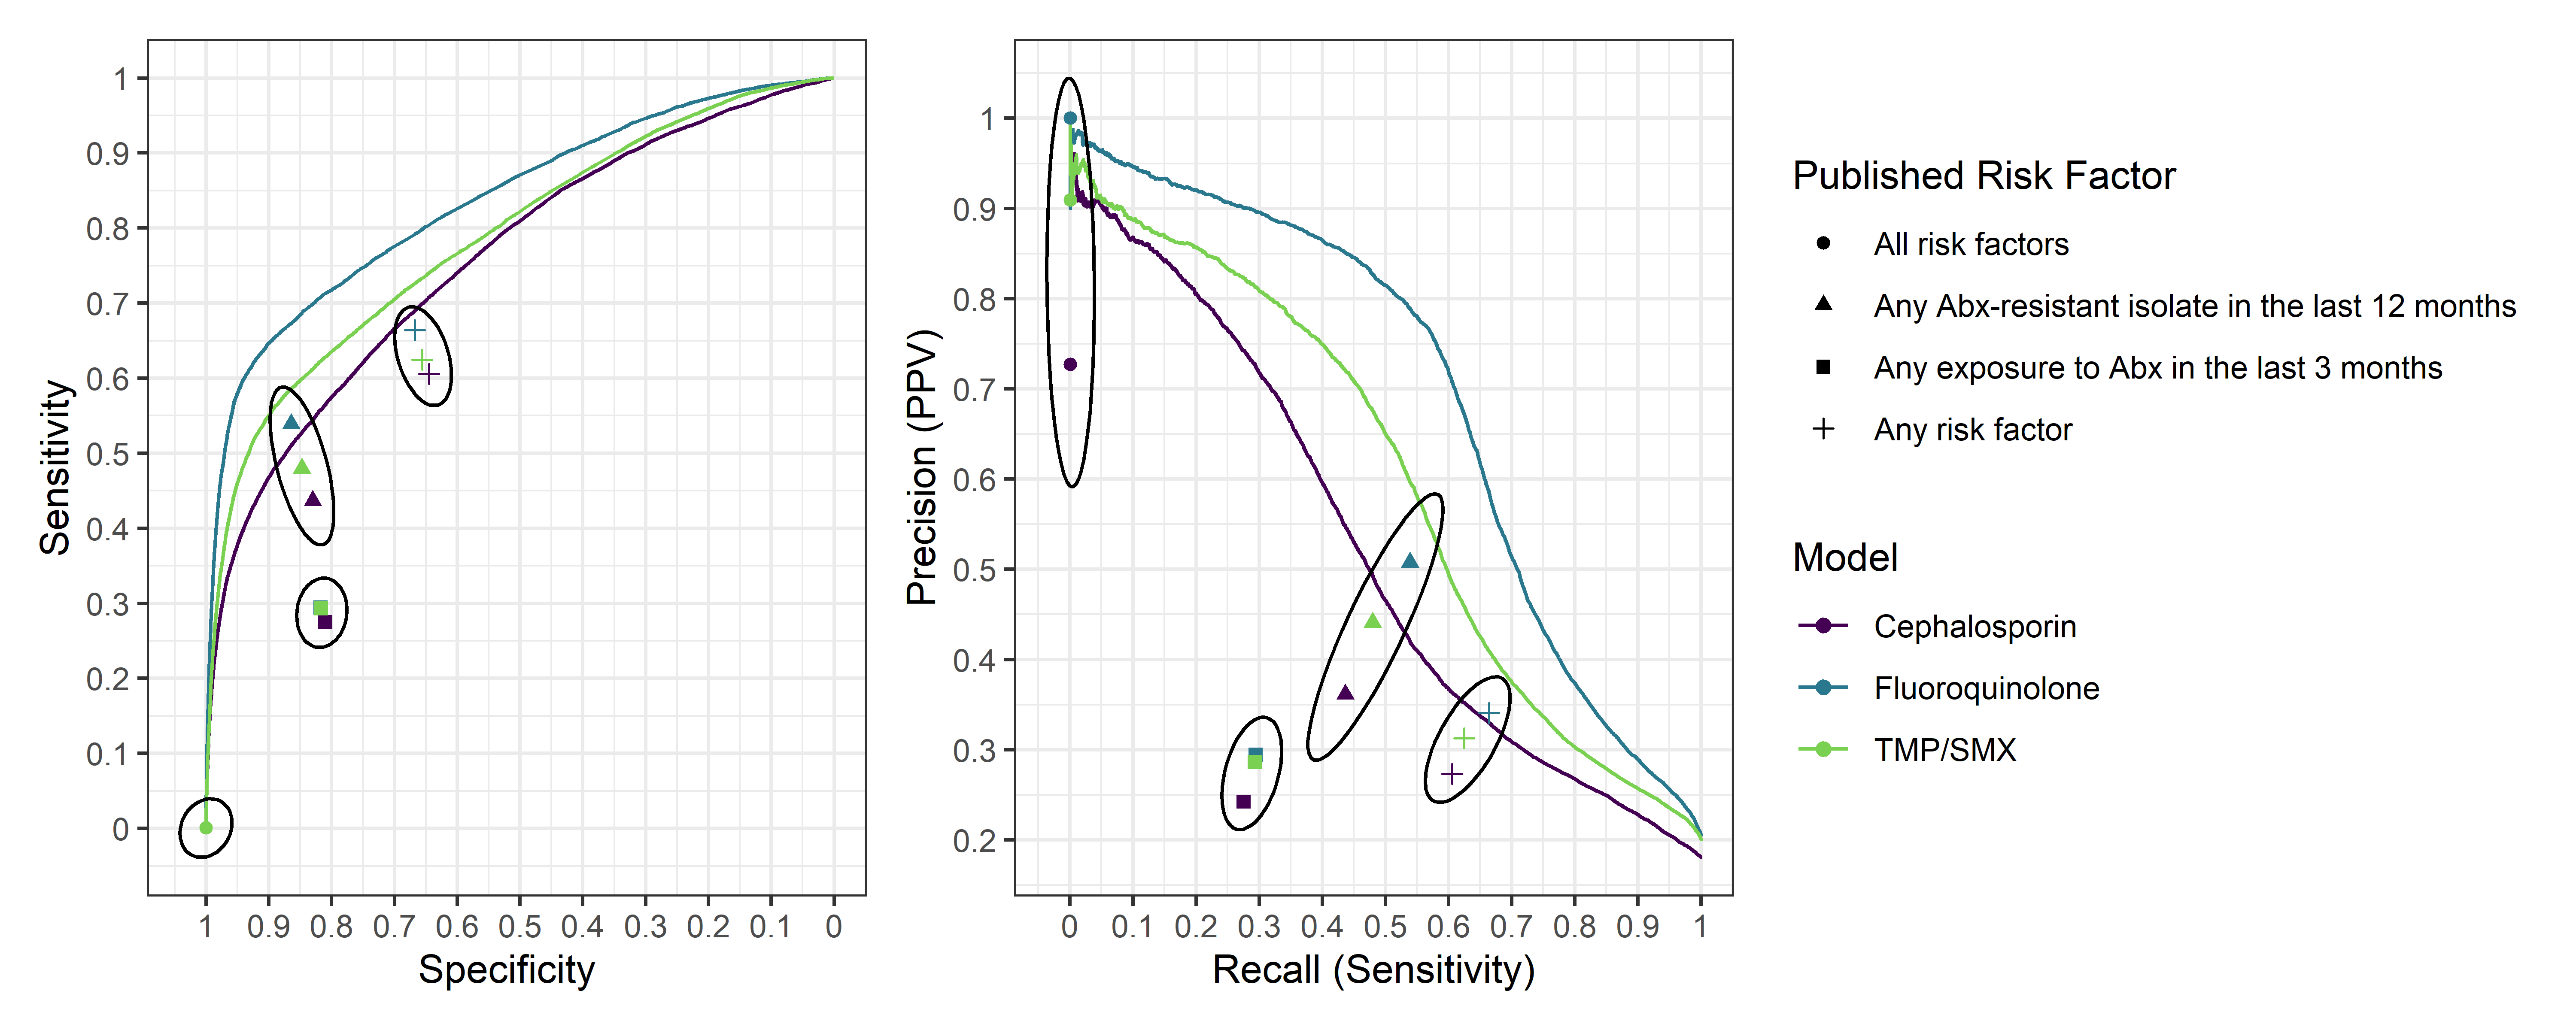 Sensitivity
1
0.9
0.8
0.7
0.6
0.5
0.4
0.3
0.2
0.1
0
1 0.9 0.8 0.7 0.6 0.5 0.4 0.3 0.2 0.1 0
Specificity
Precision (PPV)
1
0.9
0.8
0.7
0.6
0.5
0.4
0.3
0.2
0 0.1 0.2 0.3 0.4 0.5 0.6 0.7 0.8 0.9 1
Recall (Sensitivity)
Published Risk Factor
All risk factors
Any Abx-resistant isolate in the last 12 months
Any exposure to Abx in the last 3 months
Any risk factor
Model
Cephalosporin
Fluoroquinolone
TMP/SMX